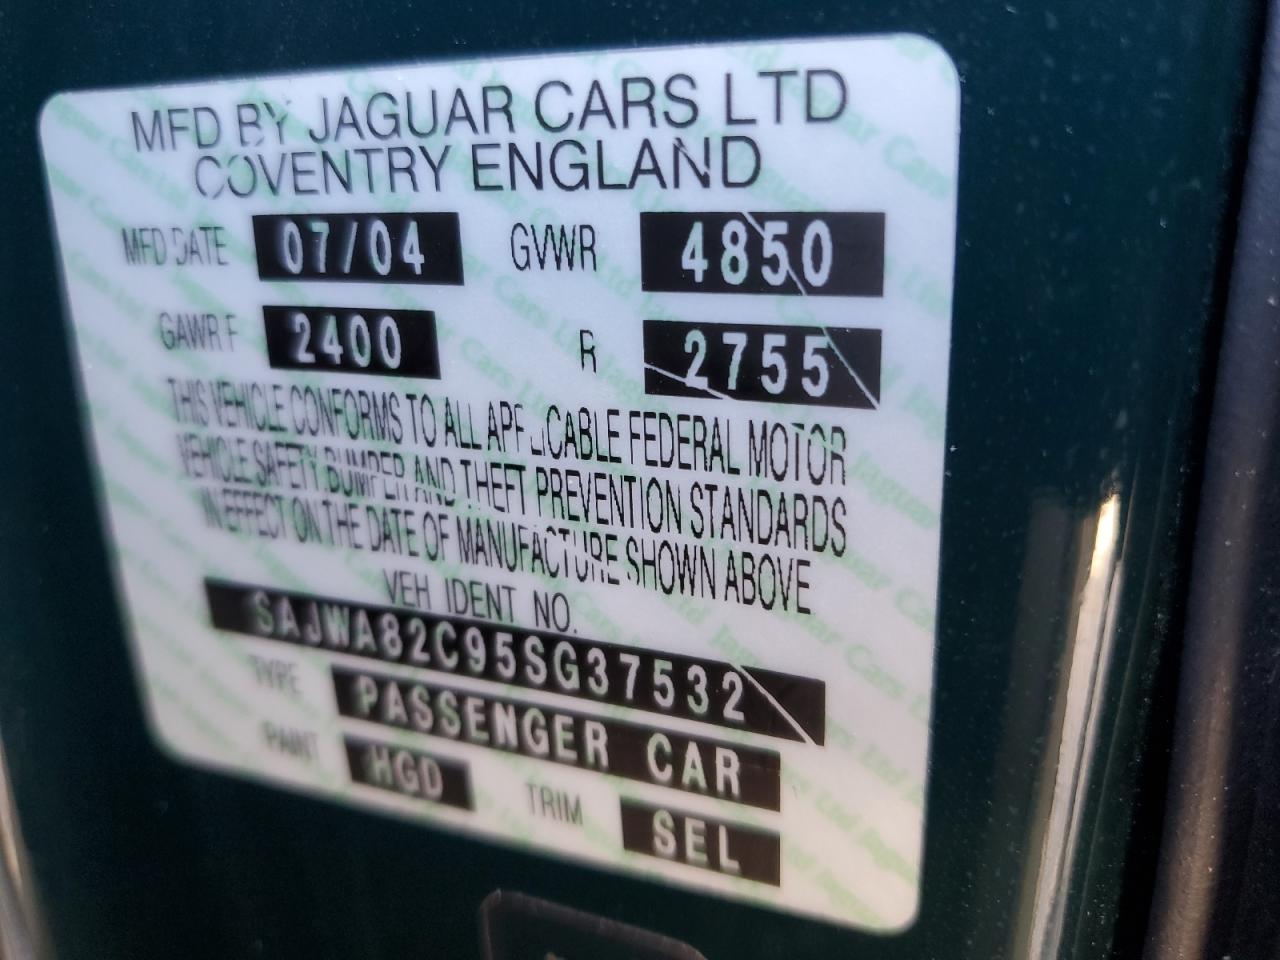 MFD BY JAGUAR CARS LTD
COVENTRY ENGLAND
MFD DATE 07/04 GVWR 4850
GAWR F 2400 R 2755
THIS VEHICLE CONFORMS TO ALL APPLICABLE FEDERAL MOTOR
VEHICLE SAFETY BUMPER AND THEFT PREVENTION STANDARDS
IN EFFECT ON THE DATE OF MANUFACTURE SHOWN ABOVE
VEH IDENT NO.
SAJWA82C95SG37532
TYPE PASSENGER CAR
PAINT HGD TRIM SEL